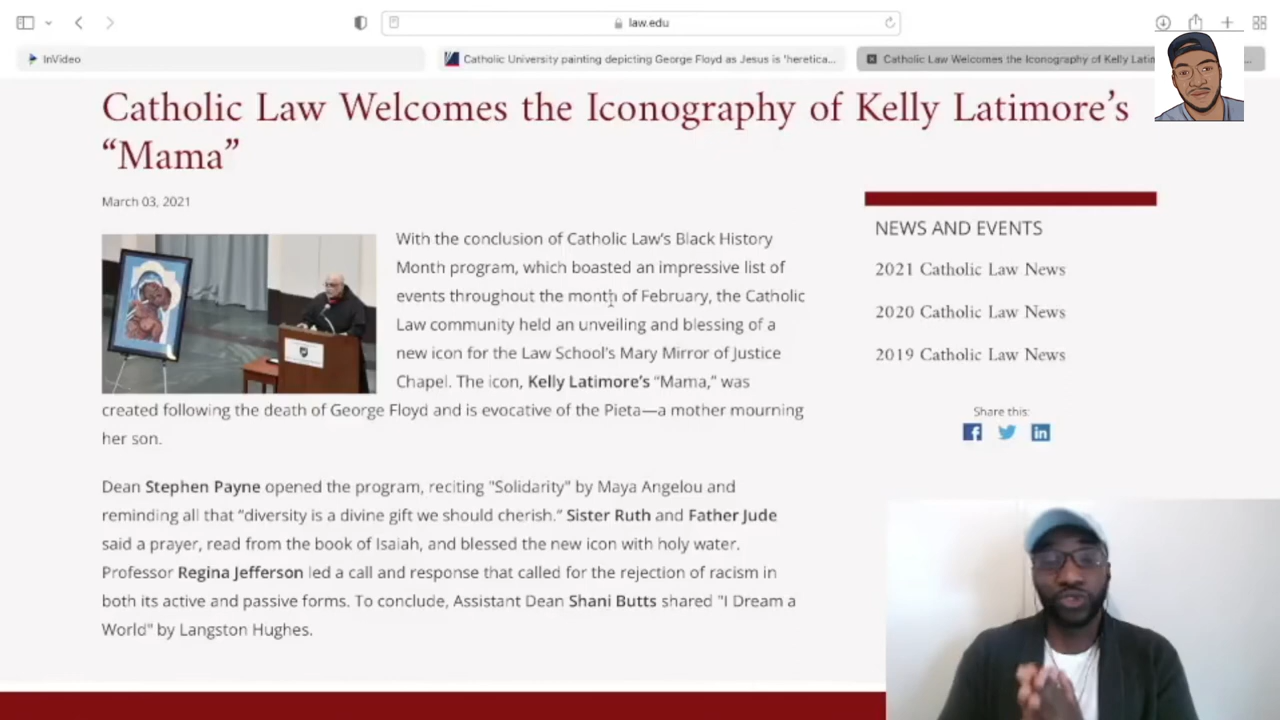 law.edu
InVideo
Catholic University painting depicting George Floyd as Jesus is 'heretica...
Catholic Law Welcomes the Iconography of Kelly Latim
Catholic Law Welcomes the Iconography of Kelly Latimore's
“Mama”
March 03, 2021
With the conclusion of Catholic Law's Black History
Month program, which boasted an impressive list of
events throughout the month of February, the Catholic
Law community held an unveiling and blessing of a
new icon for the Law School's Mary Mirror of Justice
Chapel. The icon, Kelly Latimore's “Mama,” was
created following the death of George Floyd and is evocative of the Pieta—a mother mourning
her son.
Dean Stephen Payne opened the program, reciting "Solidarity" by Maya Angelou and
reminding all that “diversity is a divine gift we should cherish.” Sister Ruth and Father Jude
said a prayer, read from the book of Isaiah, and blessed the new icon with holy water.
Professor Regina Jefferson led a call and response that called for the rejection of racism in
both its active and passive forms. To conclude, Assistant Dean Shani Butts shared "I Dream a
World" by Langston Hughes.
NEWS AND EVENTS
2021 Catholic Law News
2020 Catholic Law News
2019 Catholic Law News
Share this: